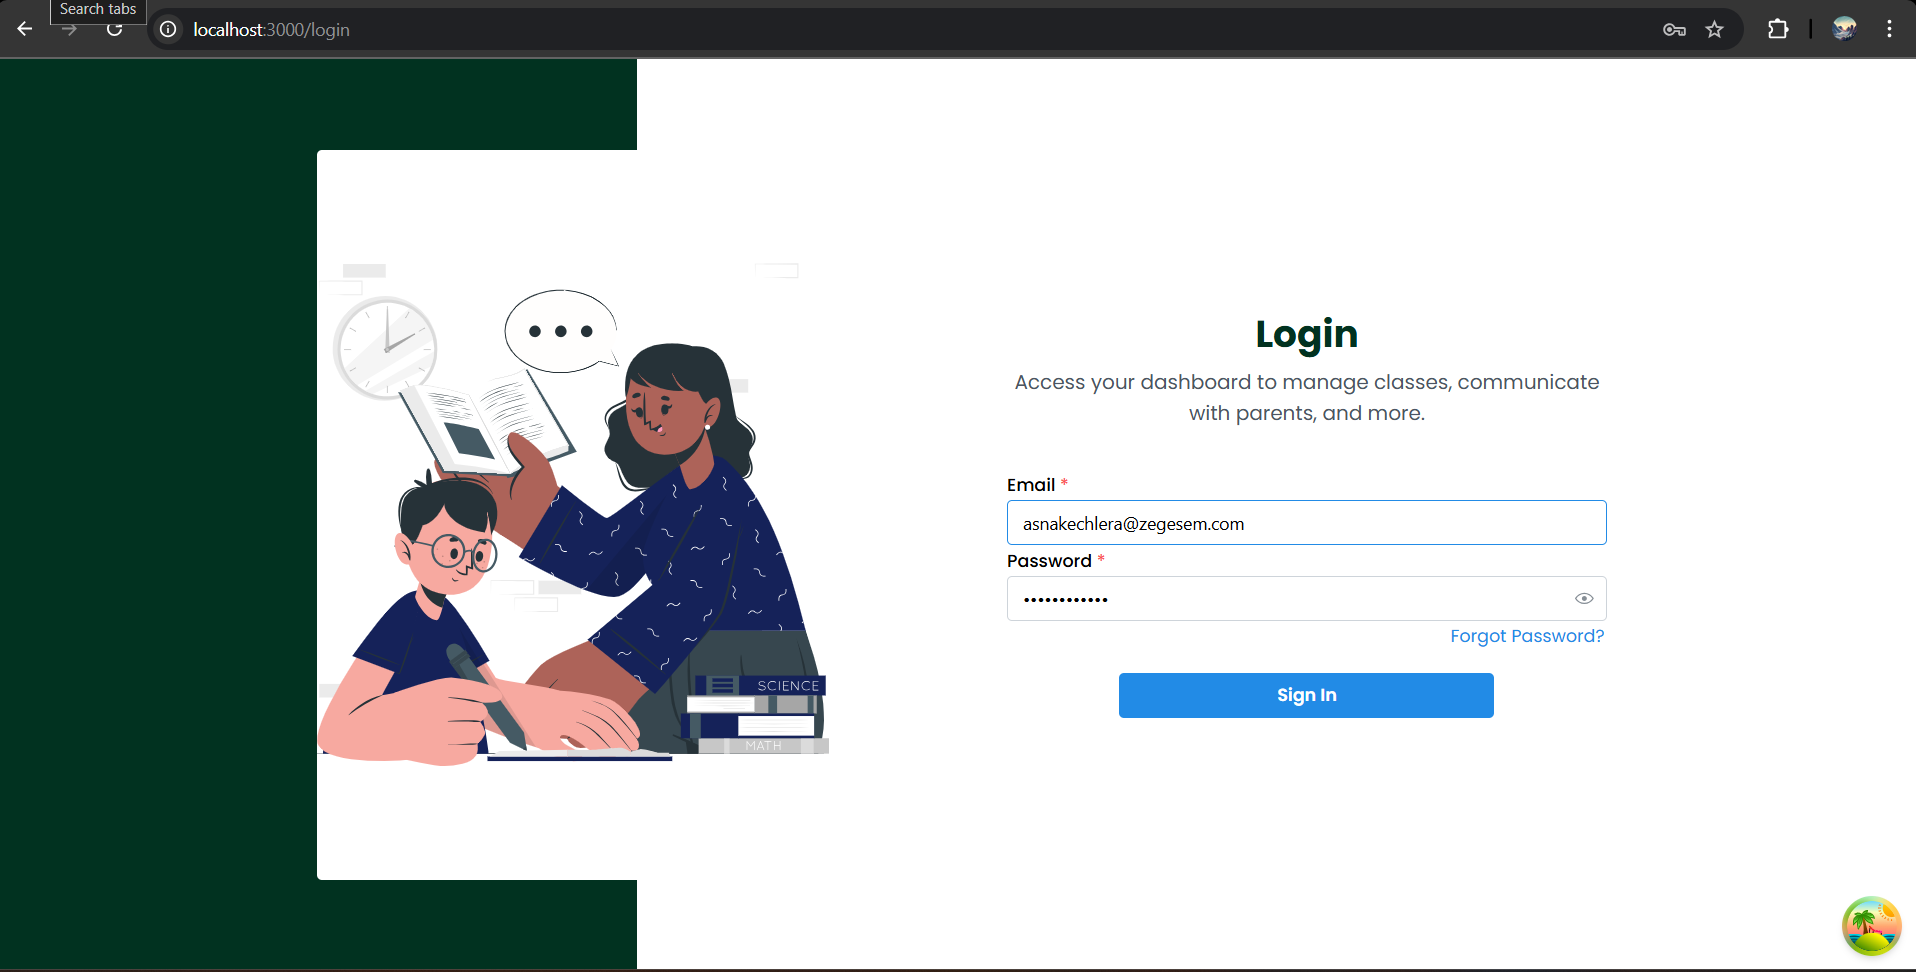 Search tabs
localhost:3000/login
Login
Access your dashboard to manage classes, communicate
with parents, and more.
Email *
asnakechlera@zegesem.com
Password *
••••••••••••
Forgot Password?
Sign In
SCIENCE
MATH